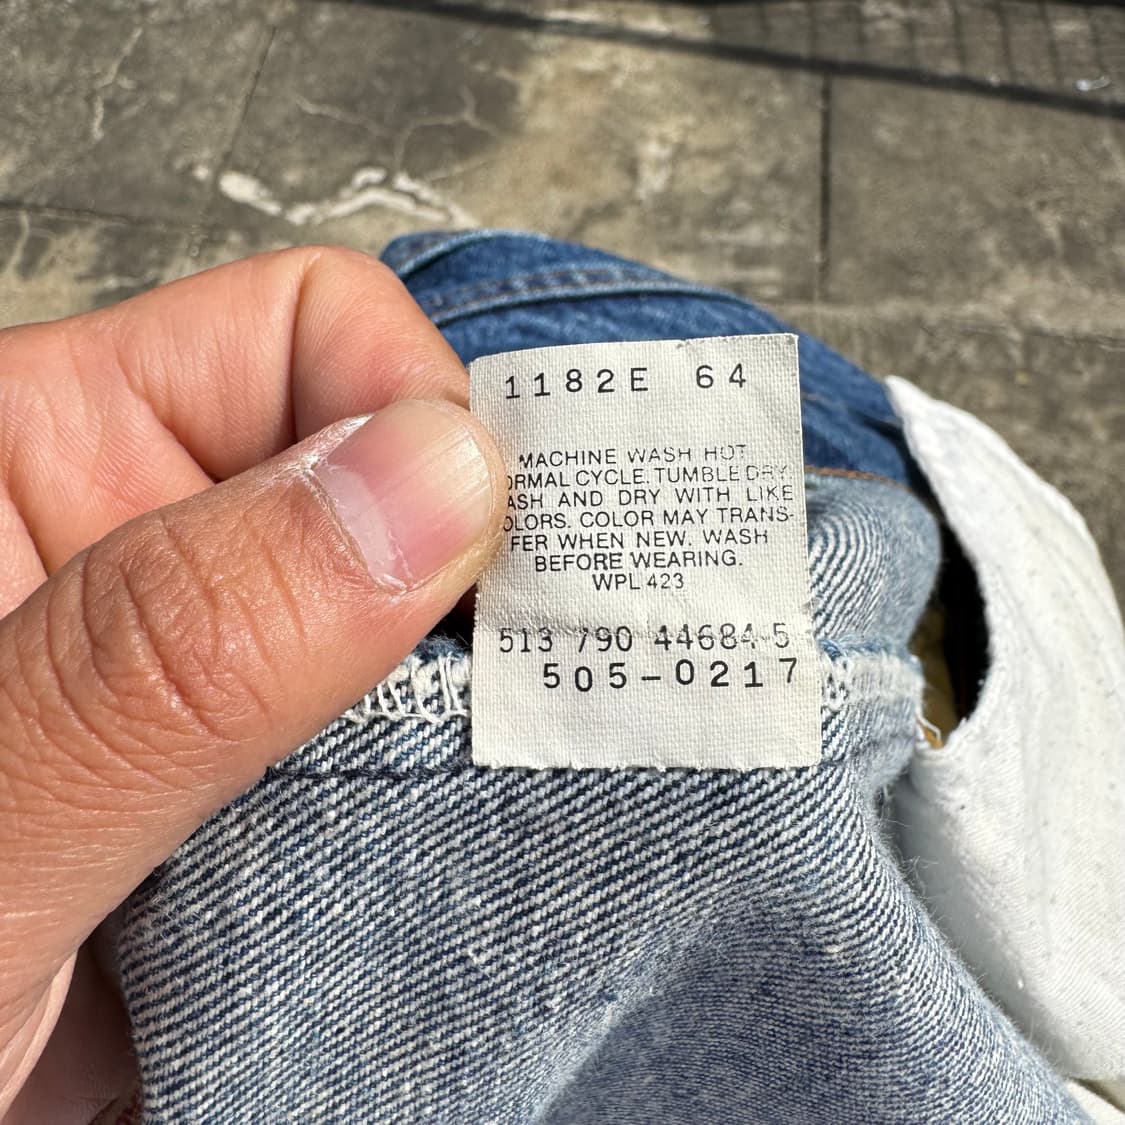 1182E 64
MACHINE WASH HOT
ORMAL CYCLE. TUMBLE DRY
ASH AND DRY WITH LIKE
OLORS. COLOR MAY TRANS-
FER WHEN NEW. WASH
BEFORE WEARING.
WPL 423
513 790 44684 5
505-0217